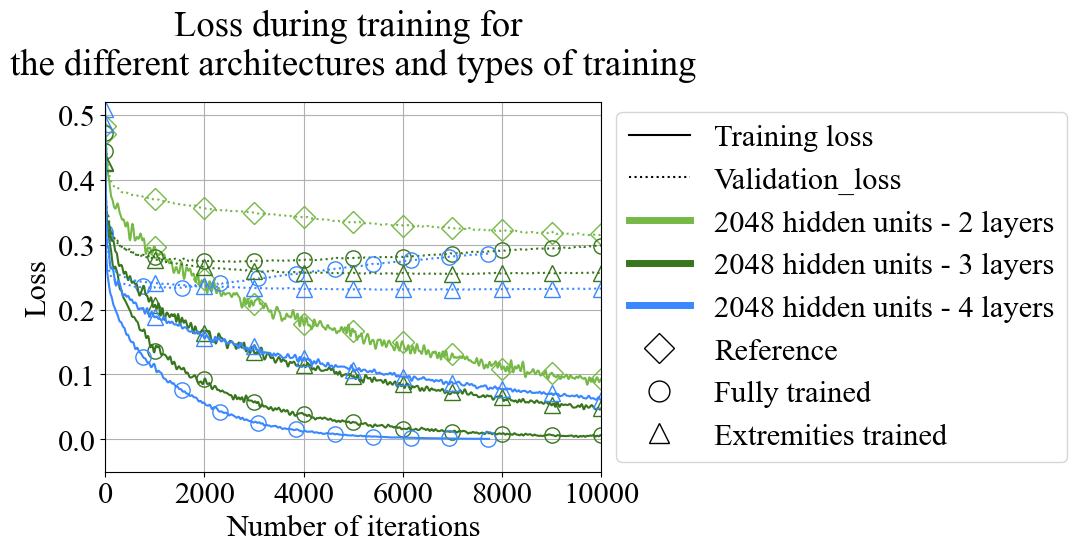 Loss during training for
the different architectures and types of training
0.5
0.4
0.3
0.2
0.1
0.0
Loss
0 2000 4000 6000 8000 10000
Number of iterations
Training loss
Validation_loss
2048 hidden units - 2 layers
2048 hidden units - 3 layers
2048 hidden units - 4 layers
Reference
Fully trained
Extremities trained